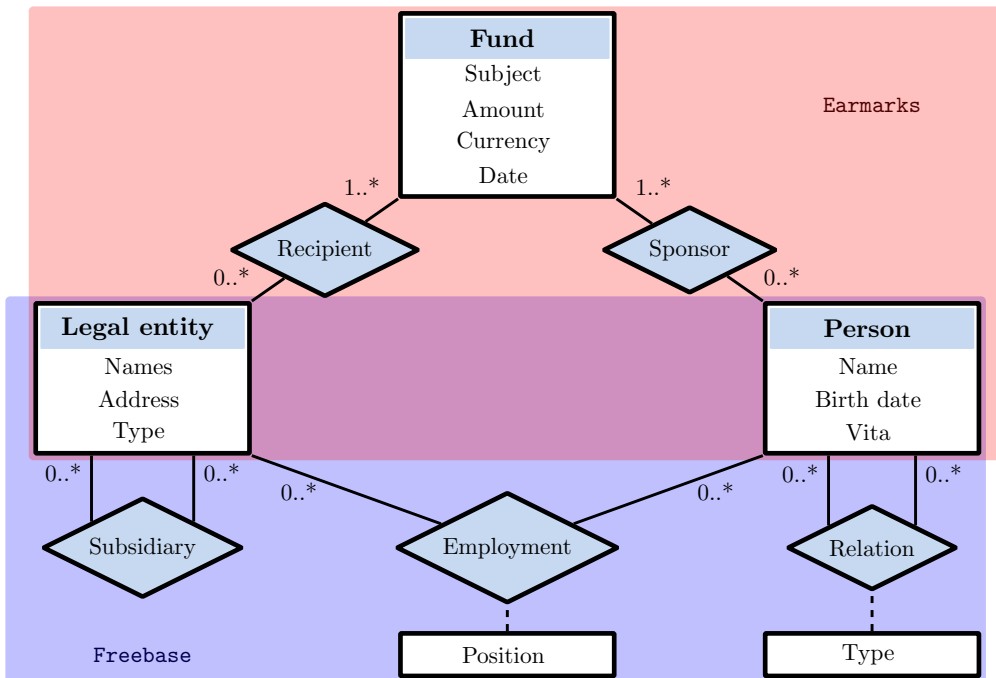 Fund
Subject
Earmarks
Amount
Currency
Date
1..*
1..*
Recipient
Sponsor
0..*
0..*
Legal entity
Person
Names
Name
Address
Birth date
Type
Vita
0..*
0..*
0..*
0..*
0..*
0..*
Subsidiary
Employment
Relation
Freebase
Position
Type